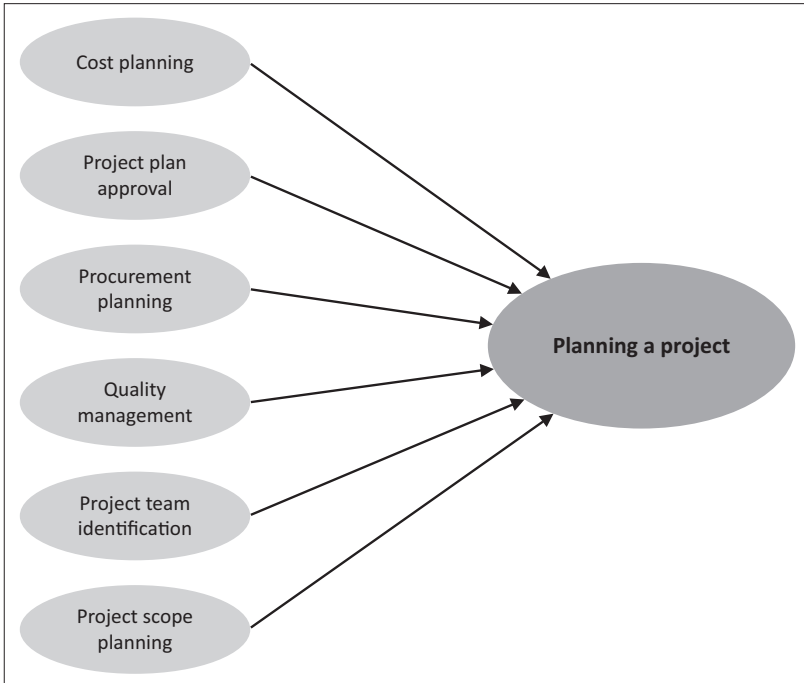 Cost planning
Project plan
approval
Procurement
planning
Quality
management
Project team
identification
Project scope
planning
Planning a project